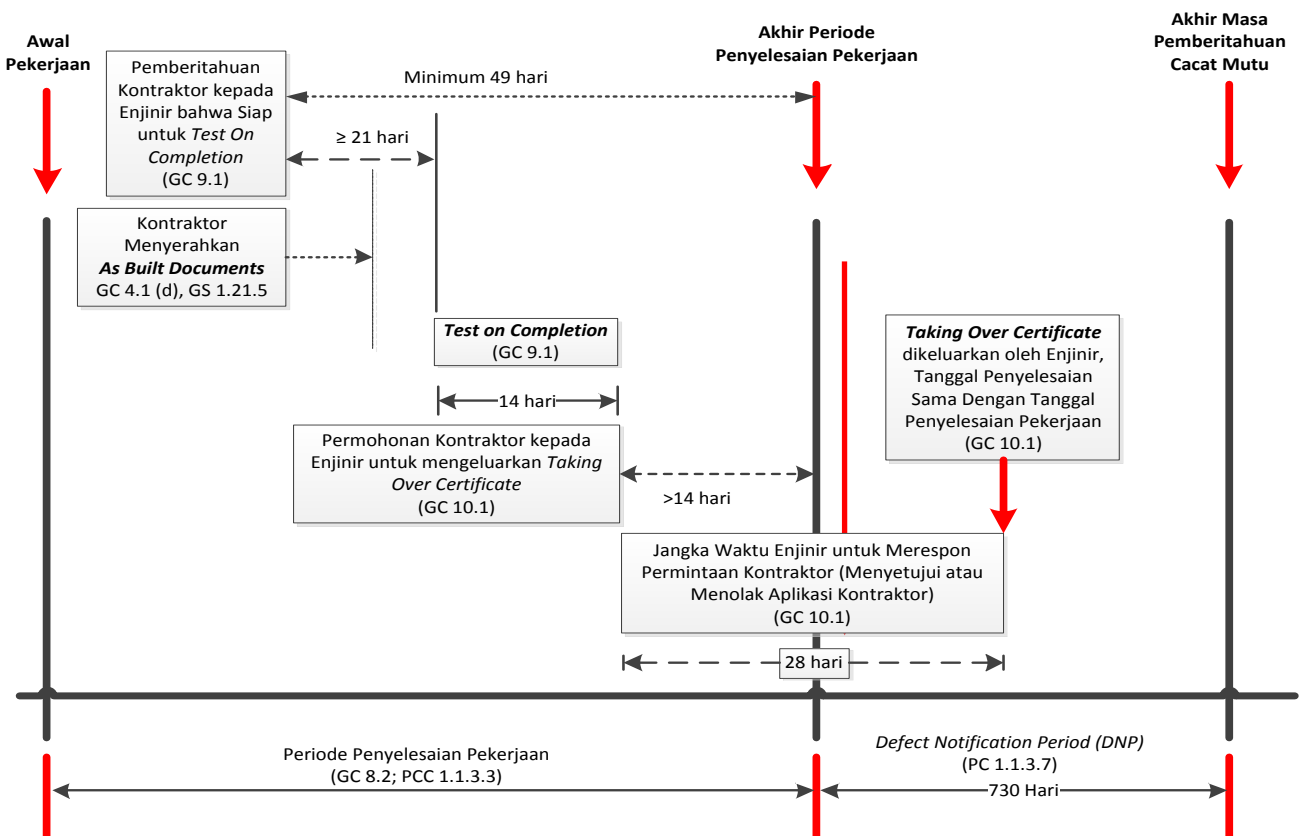 Awal
Pekerjaan
Akhir Periode
Penyelesaian Pekerjaan
Akhir Masa
Pemberitahuan
Cacat Mutu
Pemberitahuan
Kontraktor kepada
Enjinir bahwa Siap
untuk Test On
Completion
(GC 9.1)
Minimum 49 hari
≥ 21 hari
Kontraktor
Menyerahkan
As Built Documents
GC 4.1 (d), GS 1.21.5
Test on Completion
(GC 9.1)
14 hari
Taking Over Certificate
dikeluarkan oleh Enjinir,
Tanggal Penyelesaian
Sama Dengan Tanggal
Penyelesaian Pekerjaan
(GC 10.1)
Permohonan Kontraktor kepada
Enjinir untuk mengeluarkan Taking
Over Certificate
(GC 10.1)
>14 hari
Jangka Waktu Enjinir untuk Merespon
Permintaan Kontraktor (Menyetujui atau
Menolak Aplikasi Kontraktor)
(GC 10.1)
28 hari
Periode Penyelesaian Pekerjaan
(GC 8.2; PCC 1.1.3.3)
Defect Notification Period (DNP)
(PC 1.1.3.7)
730 Hari